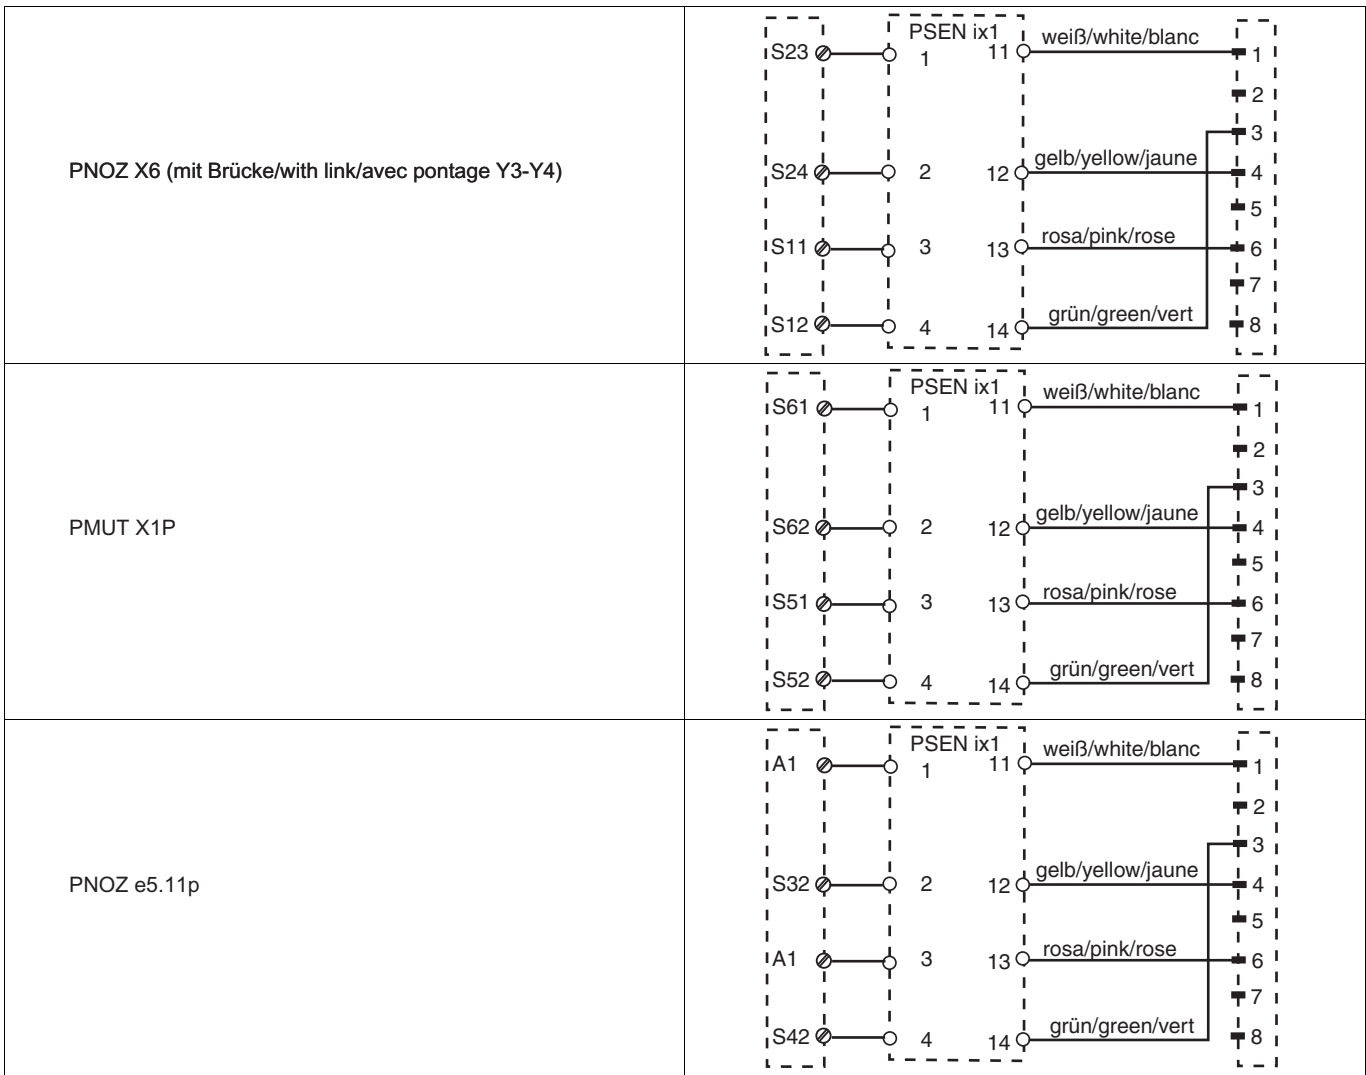 PNOZ X6 (mit Brücke/with link/avec pontage Y3-Y4)
PSEN ix1
S23 1 11 weiß/white/blanc 1
2
3
S24 2 12 gelb/yellow/jaune 4
5
S11 3 13 rosa/pink/rose 6
7
S12 4 14 grün/green/vert 8
PMUT X1P
PSEN ix1
S61 1 11 weiß/white/blanc 1
2
3
S62 2 12 gelb/yellow/jaune 4
5
S51 3 13 rosa/pink/rose 6
7
S52 4 14 grün/green/vert 8
PNOZ e5.11p
PSEN ix1
A1 1 11 weiß/white/blanc 1
2
3
S32 2 12 gelb/yellow/jaune 4
5
A1 3 13 rosa/pink/rose 6
7
S42 4 14 grün/green/vert 8